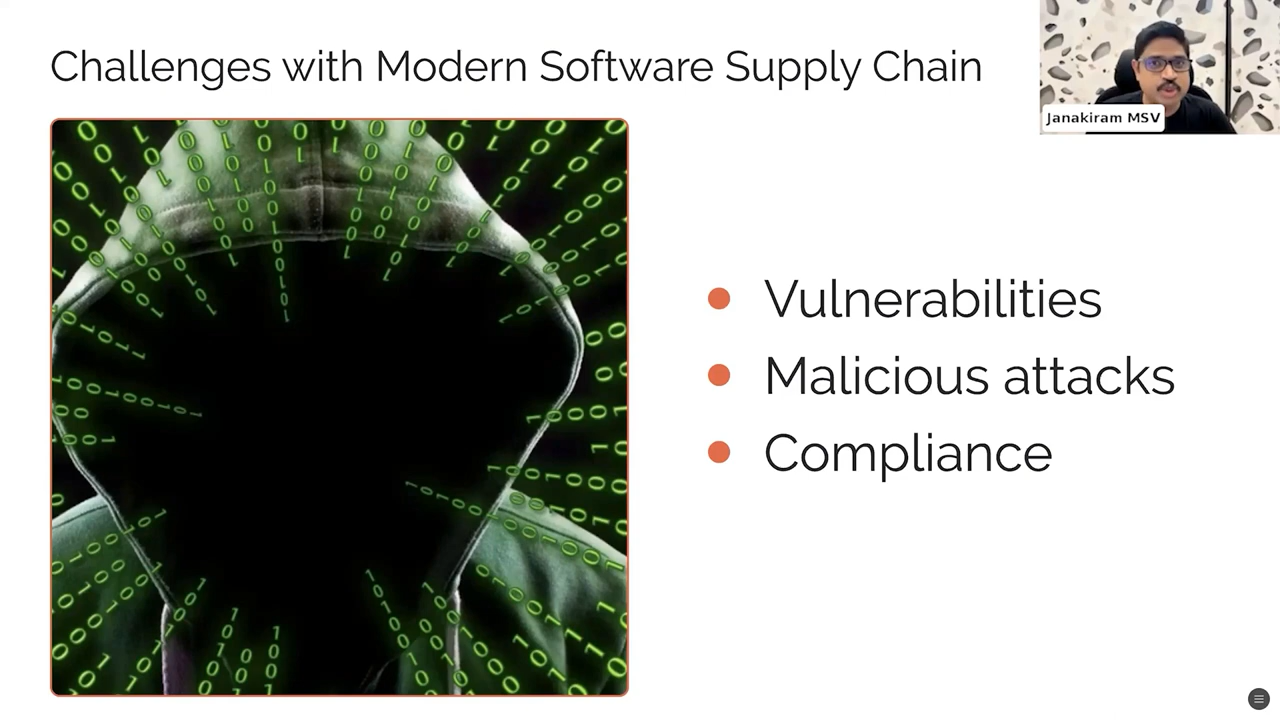 Challenges with Modern Software Supply Chain
Janakiram MSV
Vulnerabilities
Malicious attacks
Compliance